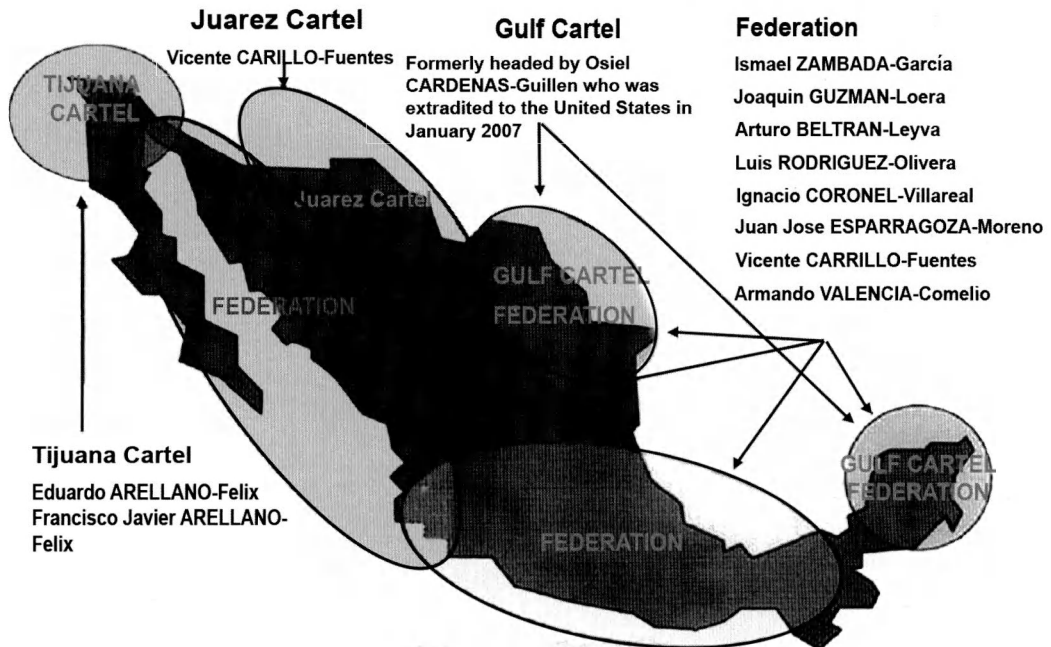 Juarez Cartel
Vicente CARILLO-Fuentes
Gulf Cartel
Formerly headed by Osiel
CARDENAS-Guillen who was
extradited to the United States in
January 2007
Federation
Ismael ZAMBADA-García
Joaquin GUZMAN-Loera
Arturo BELTRAN-Leyva
Luis RODRIGUEZ-Olivera
Ignacio CORONEL-Villareal
Juan Jose ESPARRAGOZA-Moreno
Vicente CARRILLO-Fuentes
Armando VALENCIA-Comelio
TIJUANA
CARTEL
Juarez Cartel
GULF CARTEL
FEDERATION
FEDERATION
Tijuana Cartel
Eduardo ARELLANO-Felix
Francisco Javier ARELLANO-
Felix
FEDERATION
GULF CARTEL
FEDERATION